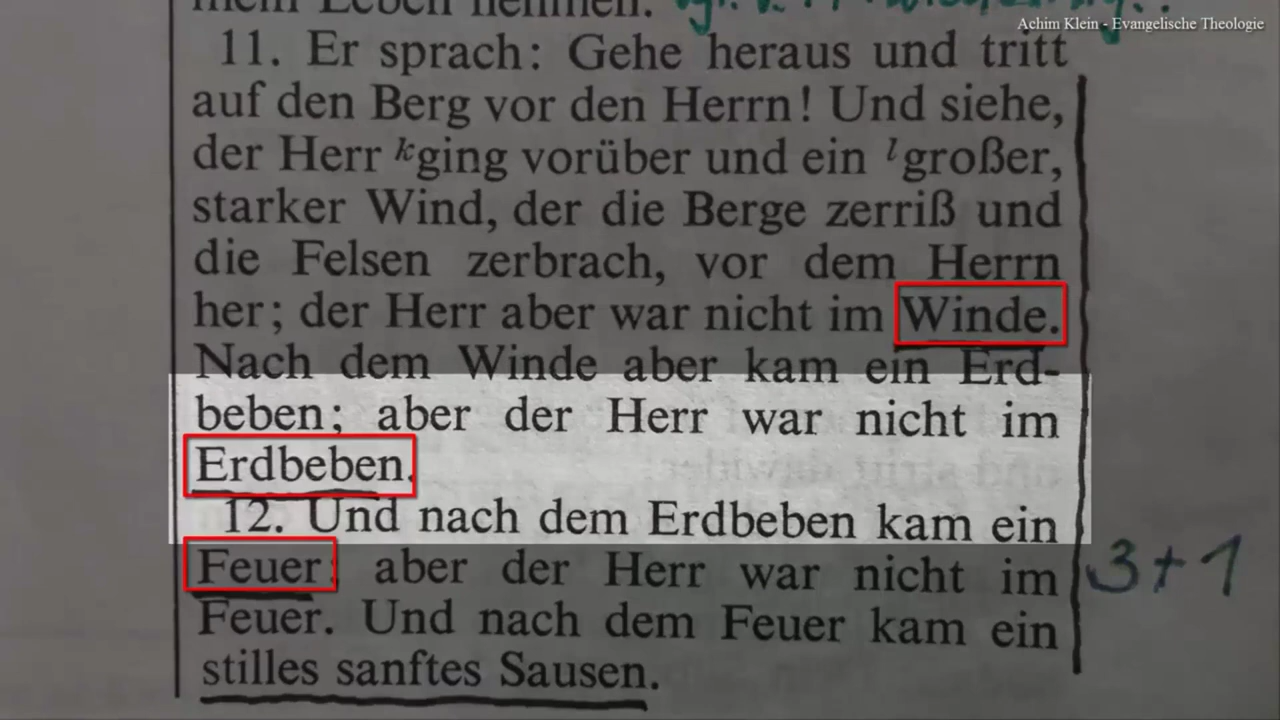 mein Leben nehmen.
Achim Klein - Evangelische Theologie
11. Er sprach: Gehe heraus und tritt
auf den Berg vor den Herrn! Und siehe,
der Herr kging vorüber und ein lgroßer,
starker Wind, der die Berge zerriß und
die Felsen zerbrach, vor dem Herrn
her; der Herr aber war nicht im Winde.
Nach dem Winde aber kam ein Erd-
beben; aber der Herr war nicht im
Erdbeben.
12. Und nach dem Erdbeben kam ein
Feuer; aber der Herr war nicht im
3+1
Feuer. Und nach dem Feuer kam ein
stilles sanftes Sausen.